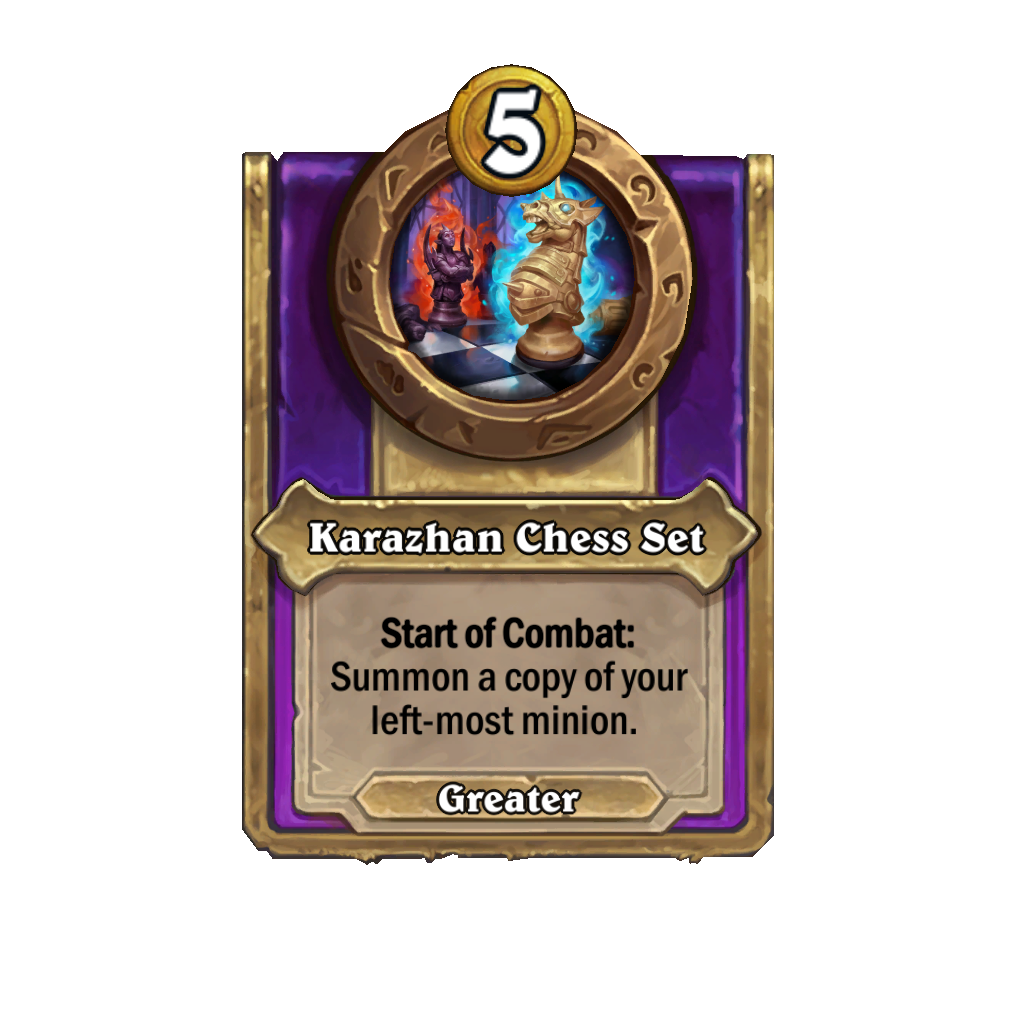 5
Karazhan Chess Set
Start of Combat:
Summon a copy of your
left-most minion.
Greater